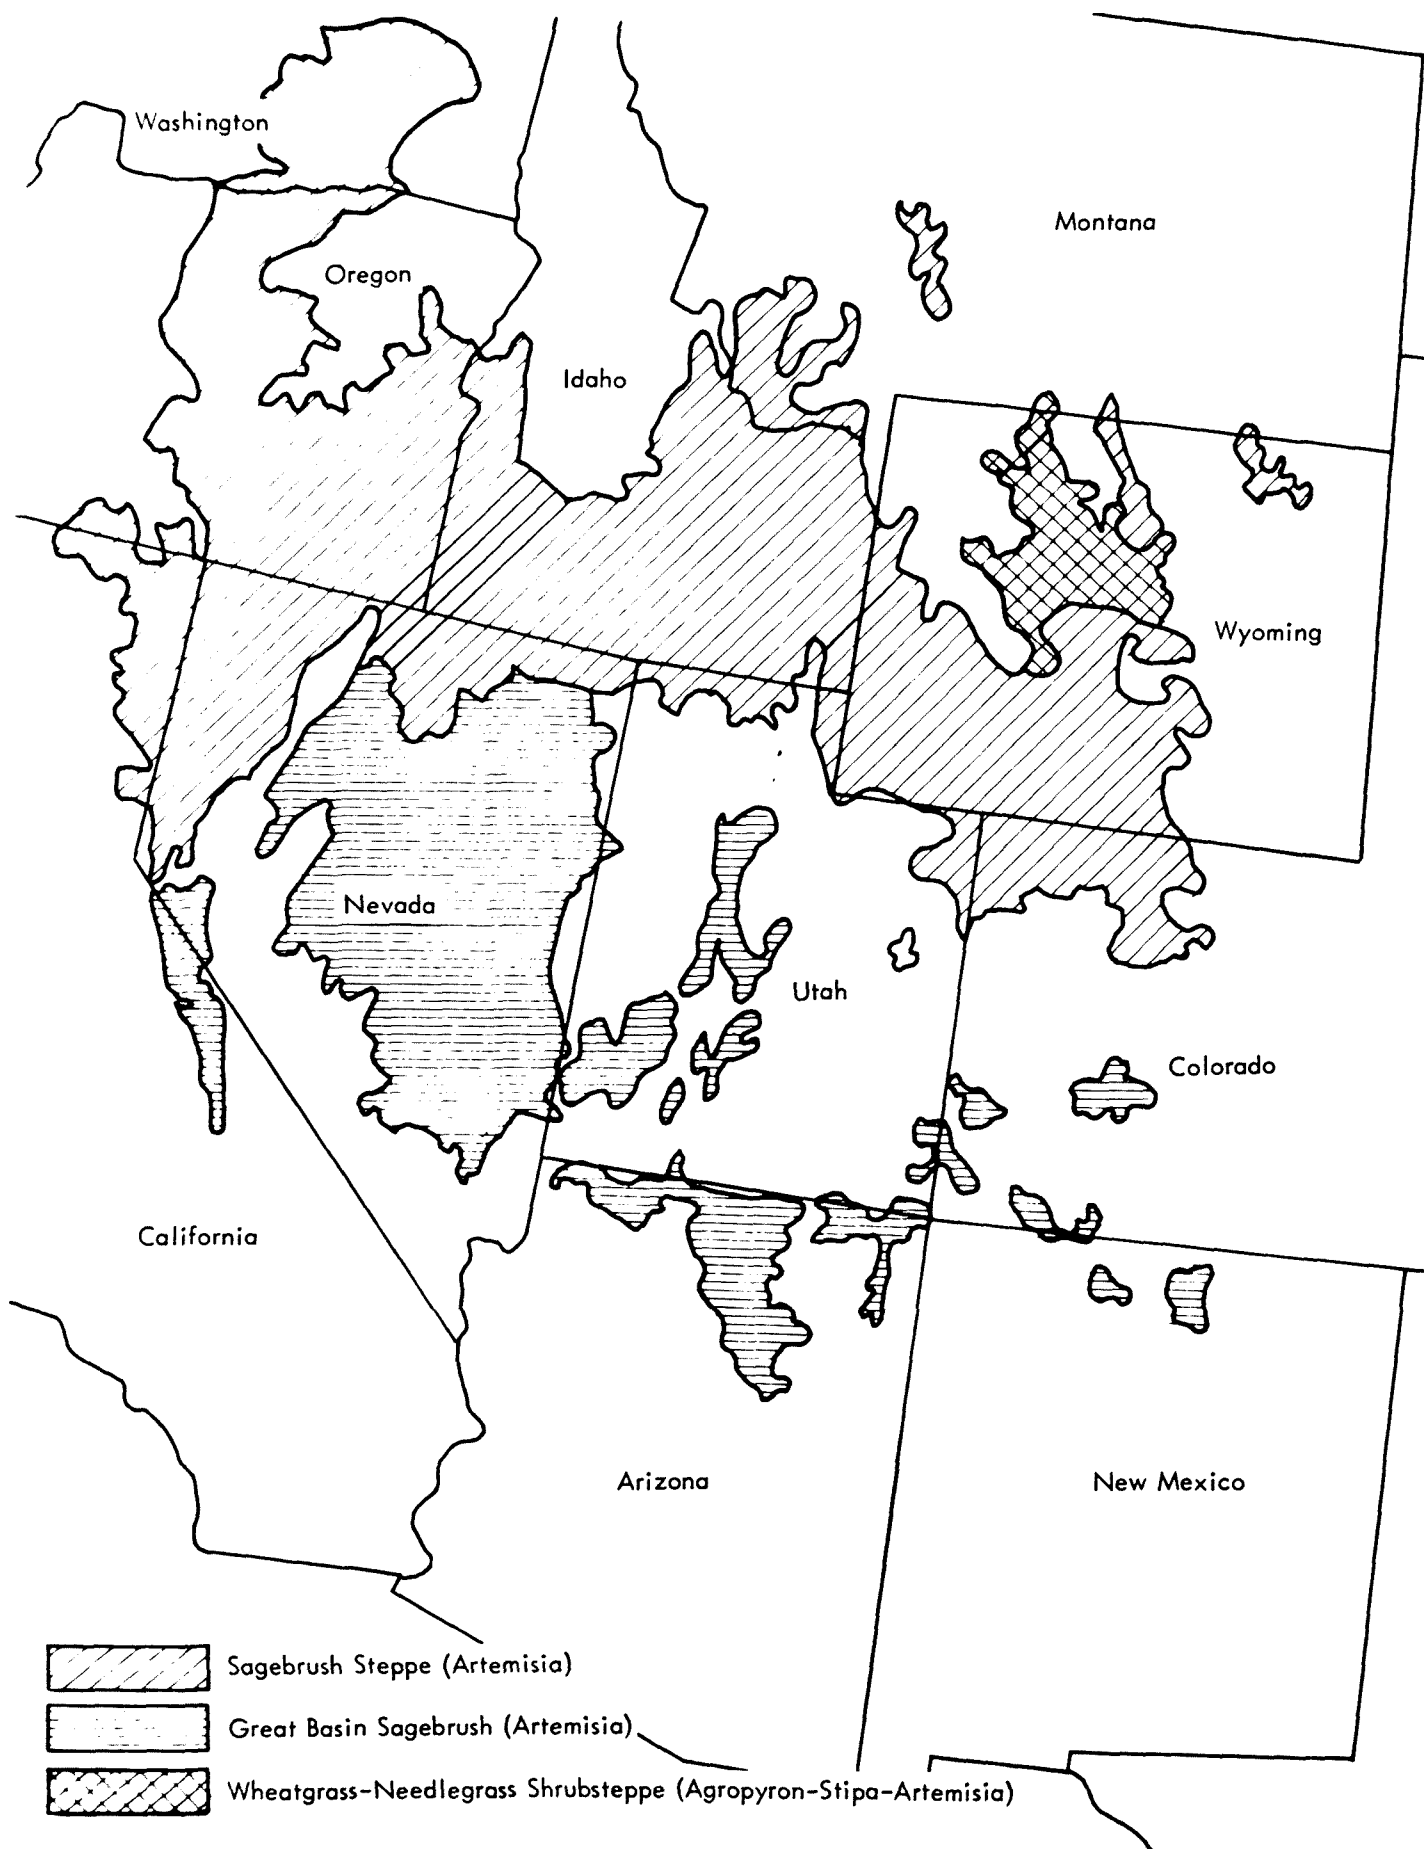 Washington
Montana
Oregon
Idaho
Wyoming
Nevada
Utah
Colorado
California
Arizona
New Mexico
Sagebrush Steppe (Artemisia)
Great Basin Sagebrush (Artemisia)
Wheatgrass-Needlegrass Shrubsteppe (Agropyron-Stipa-Artemisia)